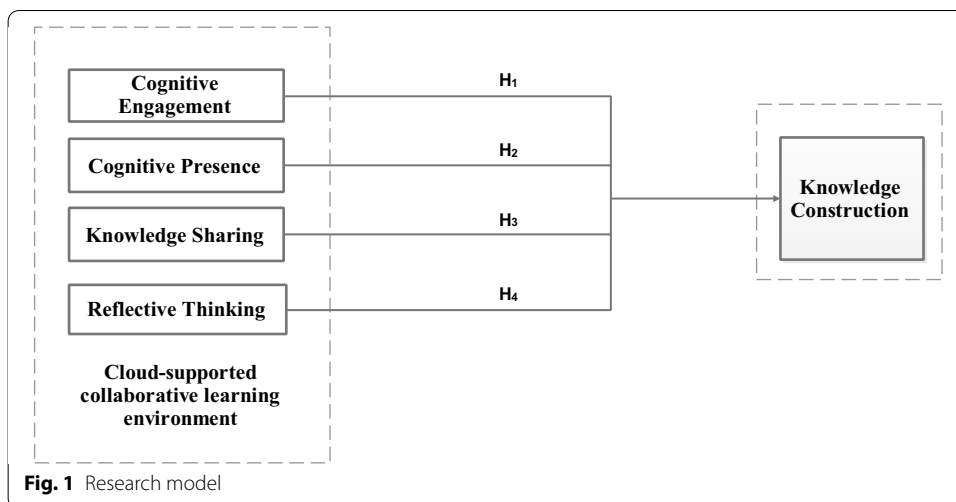 Cognitive
Engagement
H₁
Cognitive Presence
H₂
Knowledge Sharing
H₃
Reflective Thinking
H₄
Cloud-supported
collaborative learning
environment
Knowledge
Construction
Fig. 1 Research model